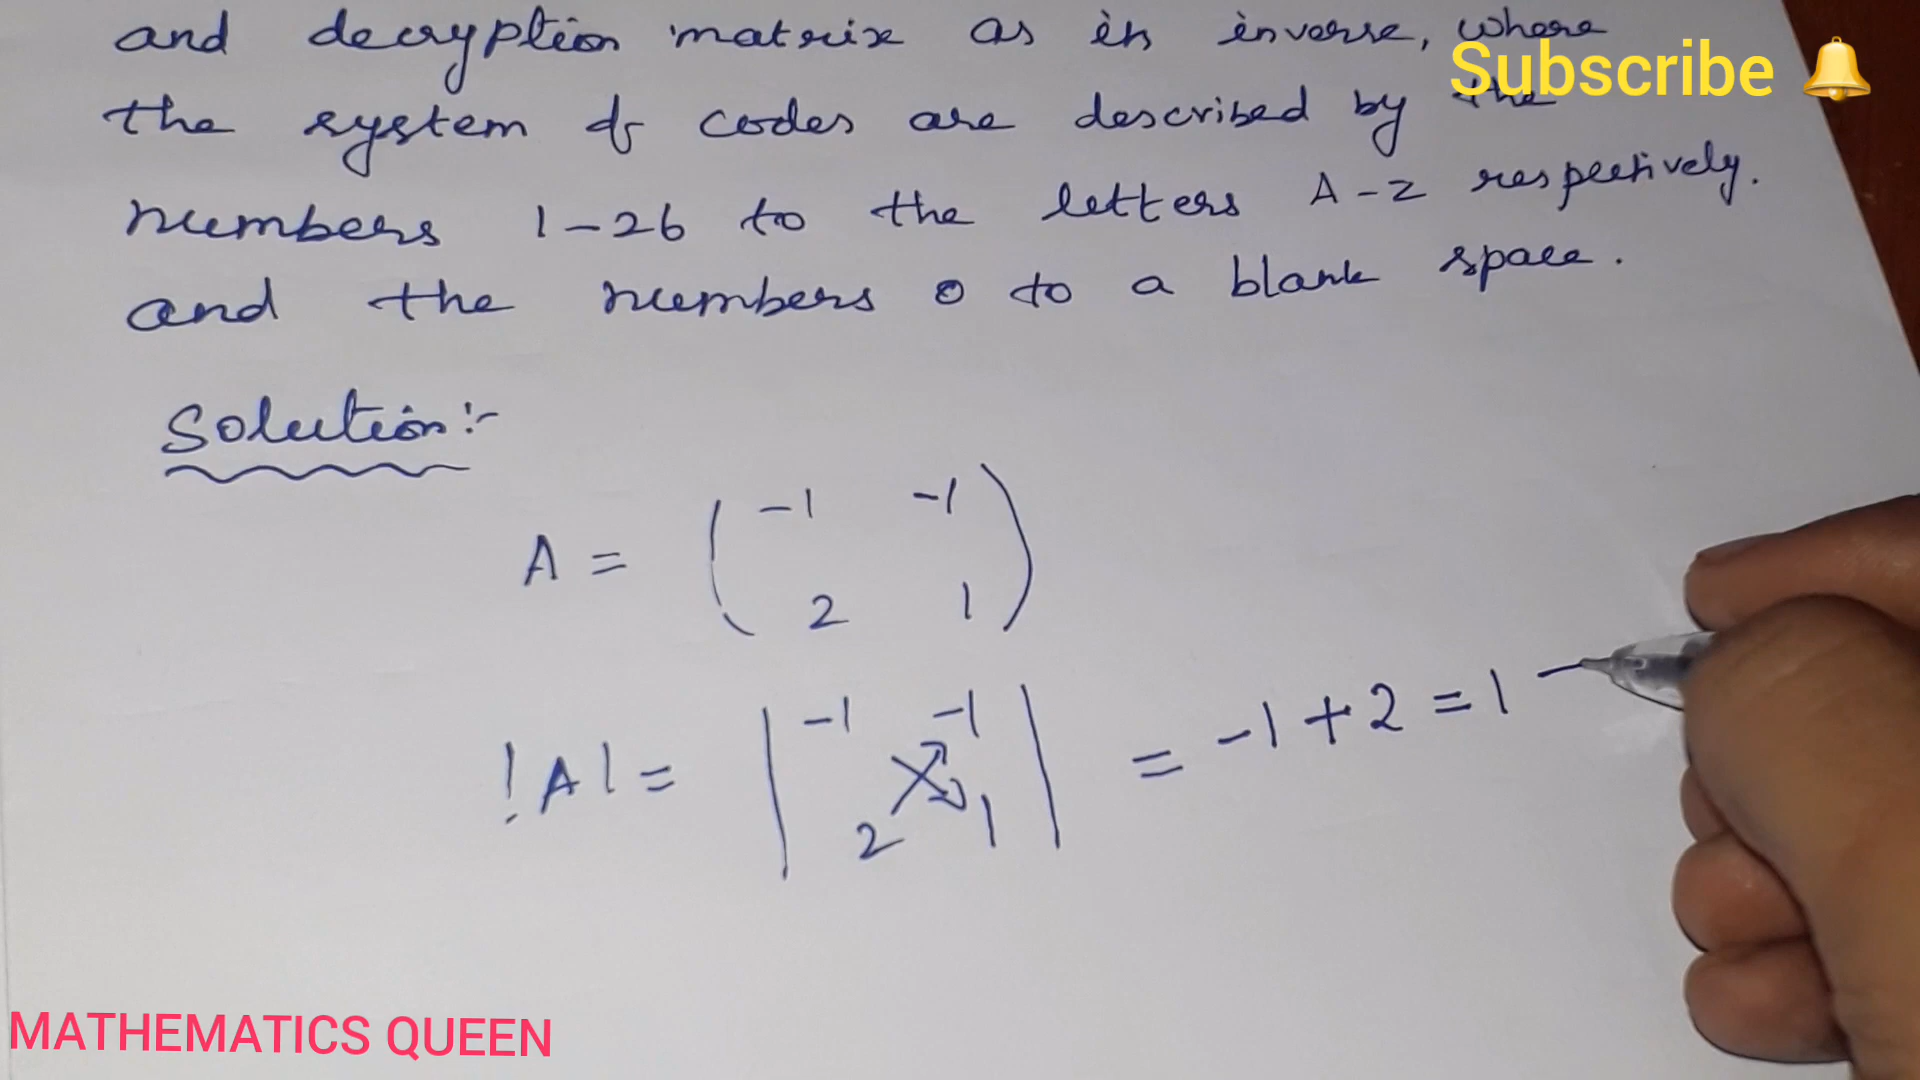 and decryption matrix as its inverse, where
Subscribe
the system of codes are described by the
numbers 1-26 to the letters A-Z respectively.
and the numbers 0 to a blank space.
Solution:-
A = ( -1 -1
2 1 )
|A| = | -1 -1
2 1 | = -1+2 = 1 -
MATHEMATICS QUEEN